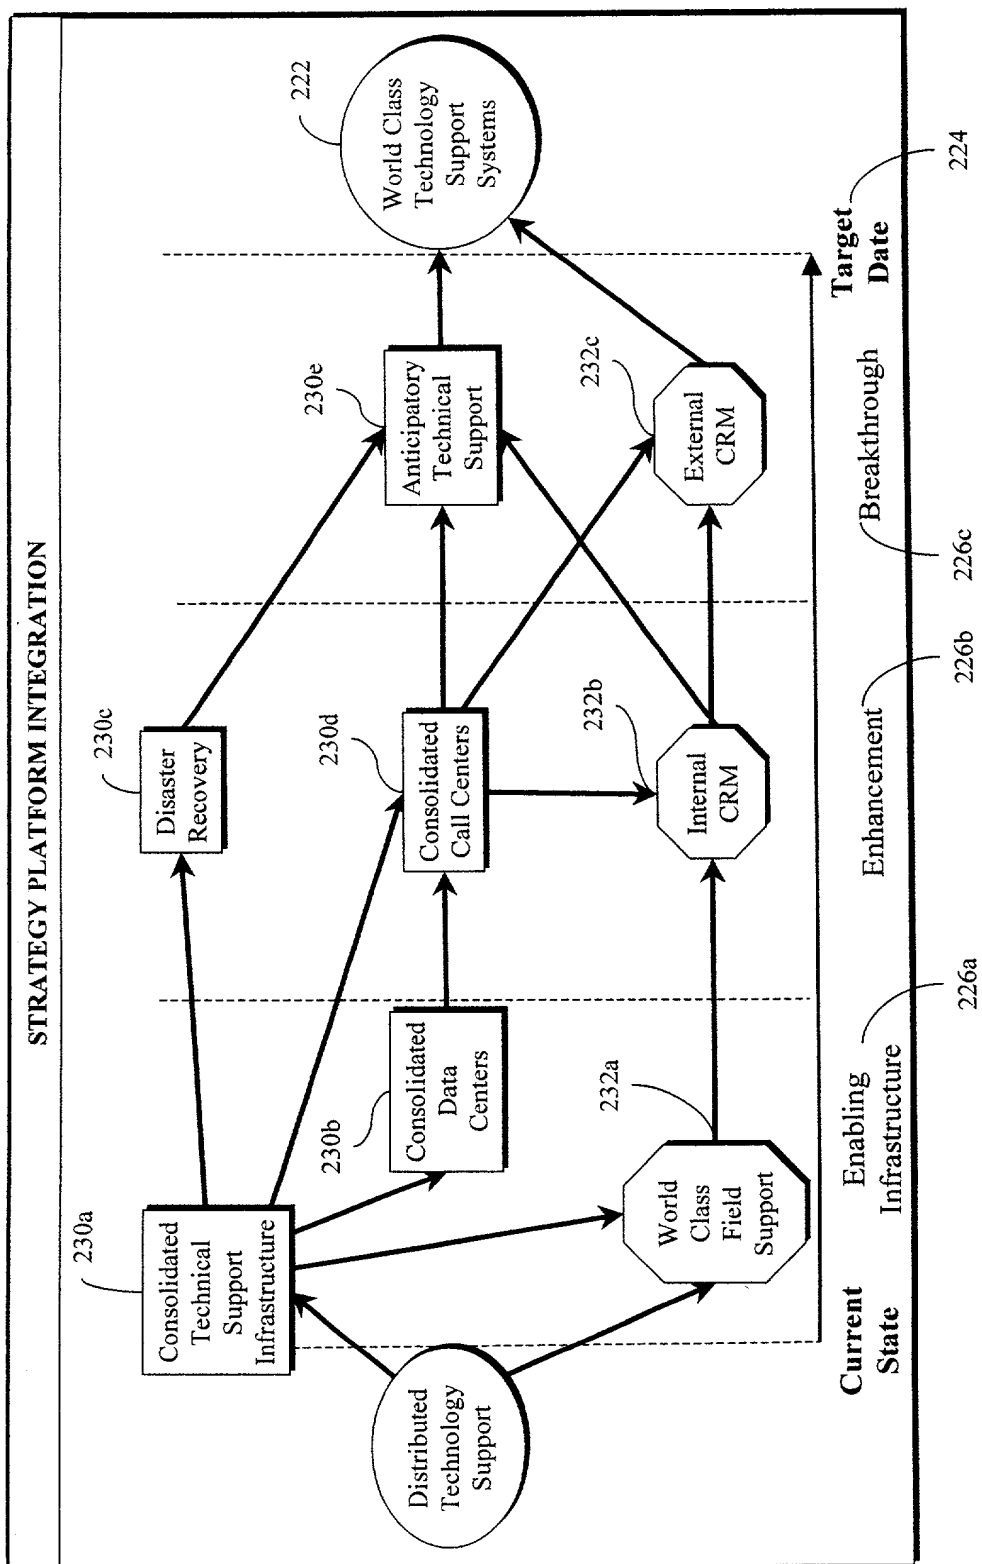 STRATEGY PLATFORM INTEGRATION
230a
Consolidated
Technical
Support
Infrastructure
230c
Disaster
Recovery
222
World Class
Technology
Support
Systems
Distributed
Technology
Support
230b
Consolidated
Data
Centers
230d
Consolidated
Call Centers
230e
Anticipatory
Technical
Support
232a
World
Class
Field
Support
232b
Internal
CRM
232c
External
CRM
Current
State
Enabling
Infrastructure
226a
Enhancement
226b
Breakthrough
226c
Target
Date
224